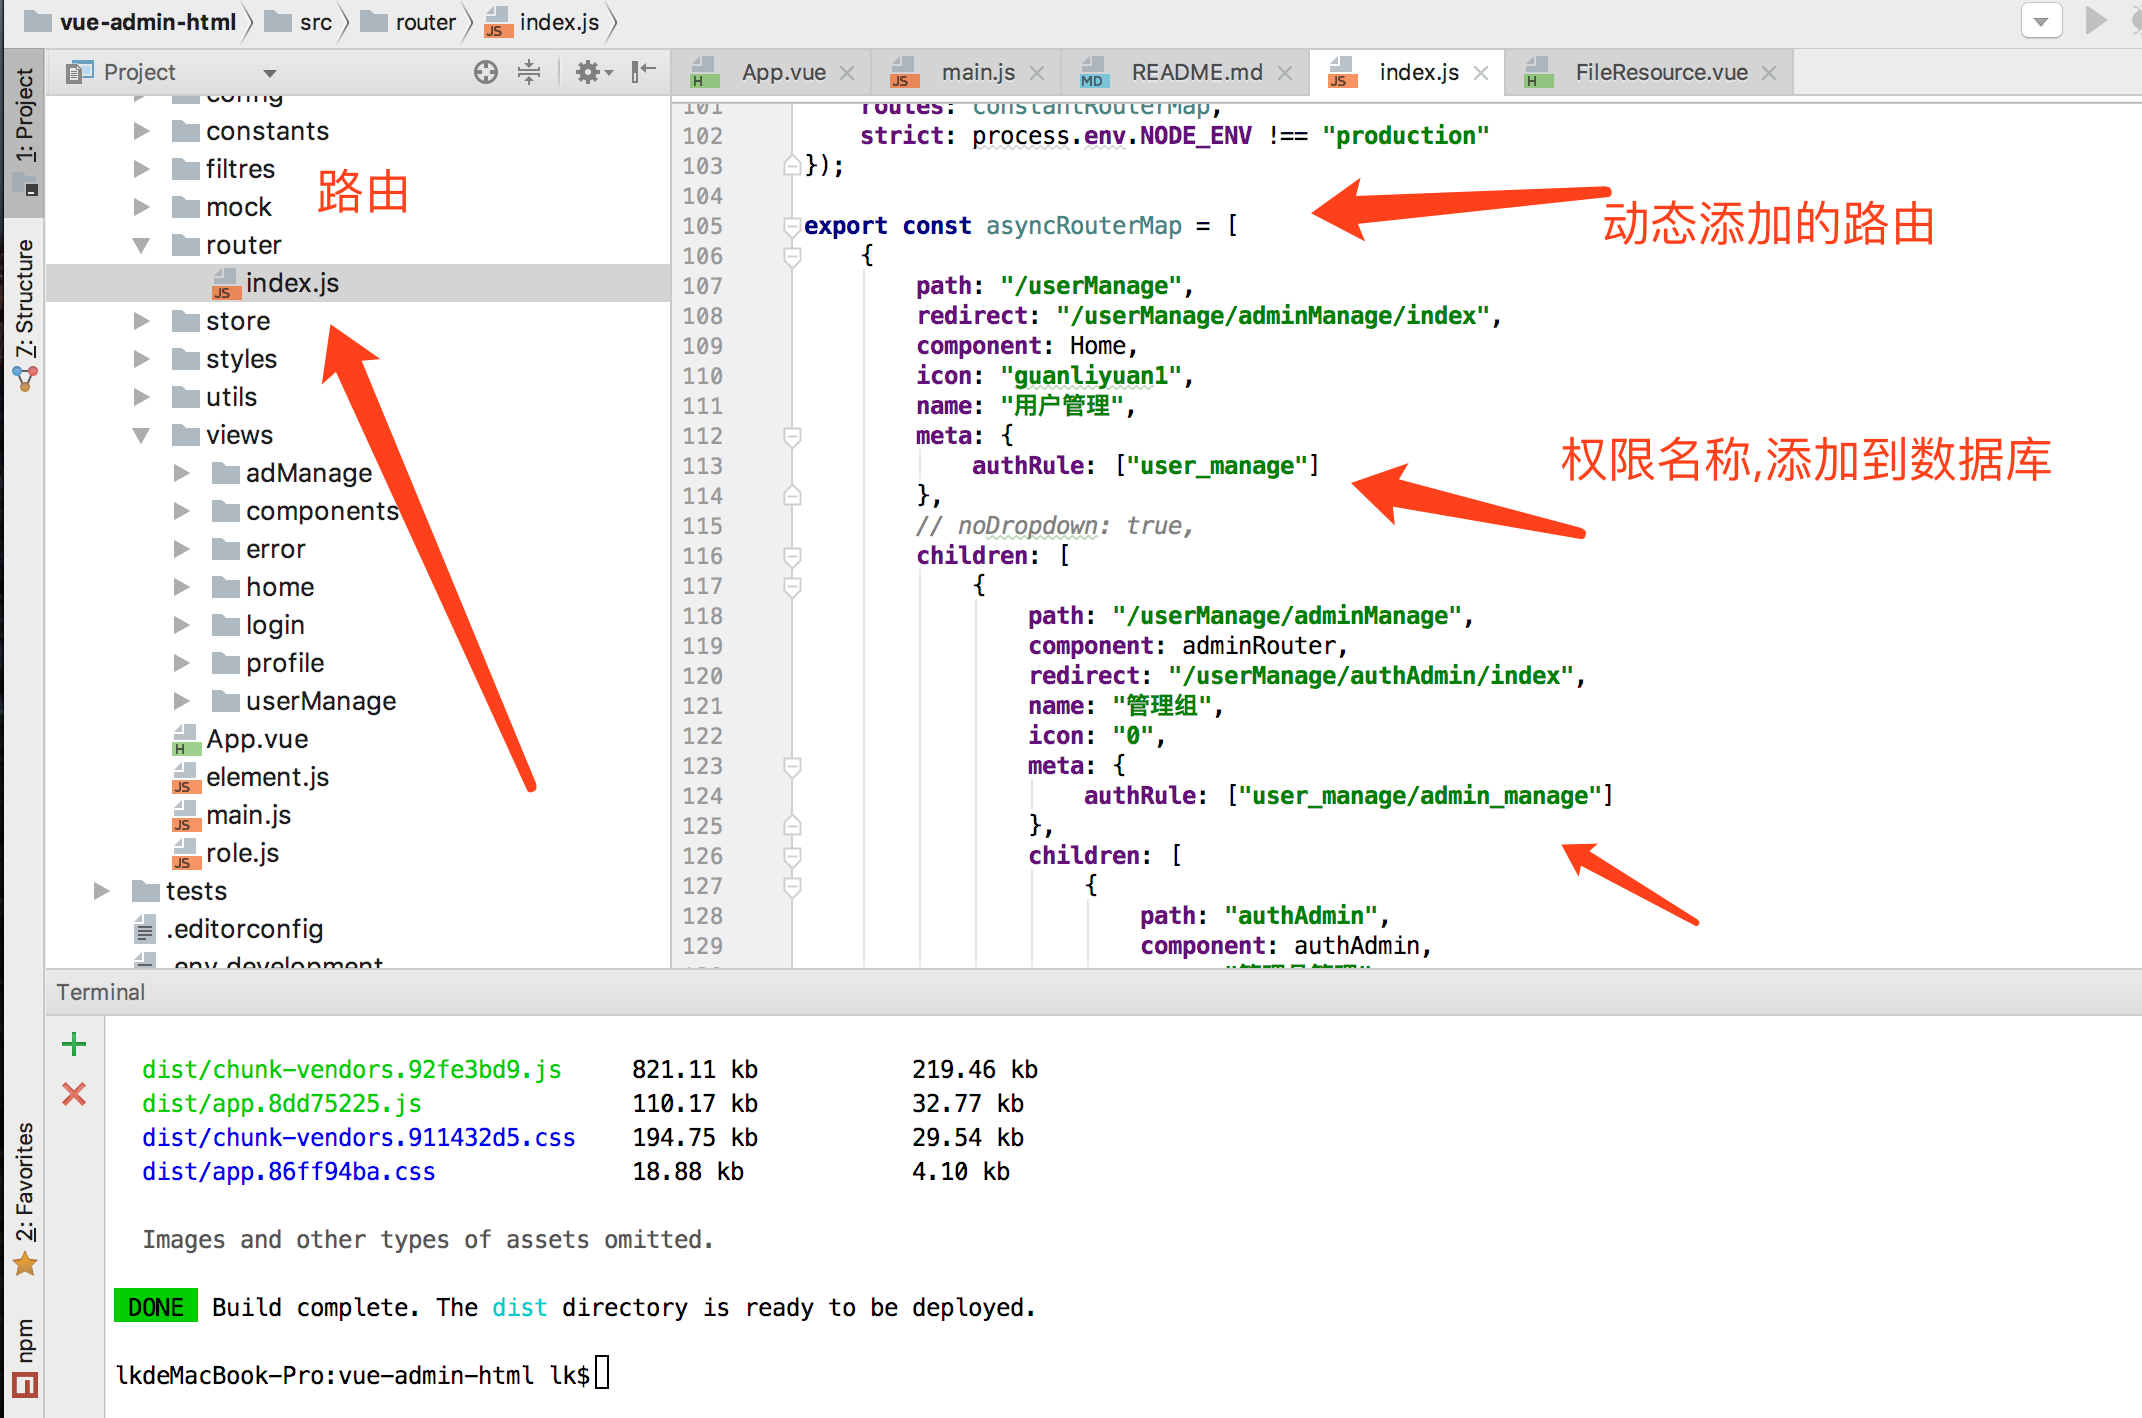 vue-admin-html src router index.js
1: Project
7: Structure
2: Favorites
npm
Project
config
constants
filtres
mock
路由
router
index.js
store
styles
utils
views
adManage
components
error
home
login
profile
userManage
App.vue
element.js
main.js
role.js
tests
.editorconfig
.env.development
App.vue main.js README.md index.js FileResource.vue
101 routes: constantRouterMap,
102 strict: process.env.NODE_ENV !== "production"
103 });
104
105 export const asyncRouterMap = [
动态添加的路由
106 {
107 path: "/userManage",
108 redirect: "/userManage/adminManage/index",
109 component: Home,
110 icon: "guanliyuan1",
111 name: "用户管理",
112 meta: {
113 authRule: ["user_manage"]
权限名称,添加到数据库
114 },
115 // noDropdown: true,
116 children: [
117 {
118 path: "/userManage/adminManage",
119 component: adminRouter,
120 redirect: "/userManage/authAdmin/index",
121 name: "管理组",
122 icon: "0",
123 meta: {
124 authRule: ["user_manage/admin_manage"]
125 },
126 children: [
127 {
128 path: "authAdmin",
129 component: authAdmin,
Terminal
dist/chunk-vendors.92fe3bd9.js 821.11 kb 219.46 kb
dist/app.8dd75225.js 110.17 kb 32.77 kb
dist/chunk-vendors.911432d5.css 194.75 kb 29.54 kb
dist/app.86ff94ba.css 18.88 kb 4.10 kb
Images and other types of assets omitted.
DONE Build complete. The dist directory is ready to be deployed.
lkdeMacBook-Pro:vue-admin-html lk$